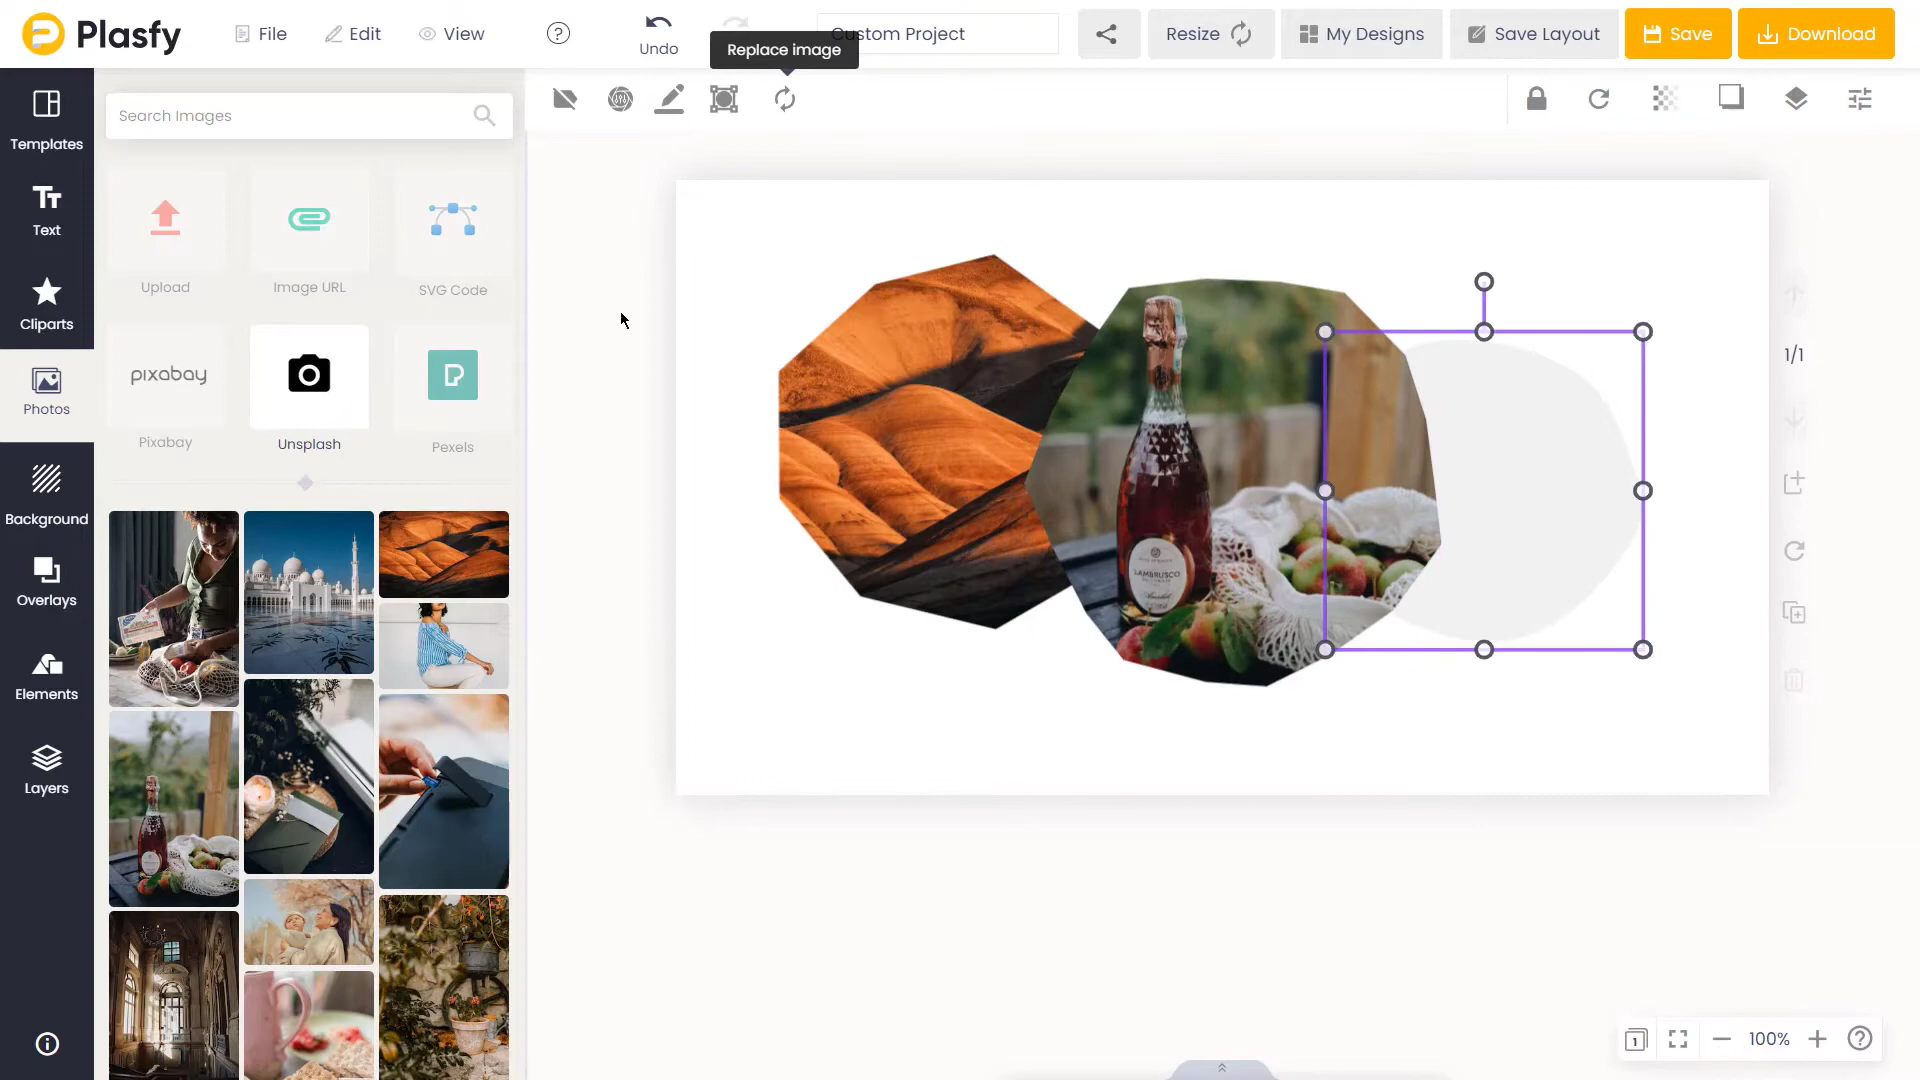 Plasfy
File
Edit
View
?
Undo
Replace image
Custom Project
Resize
My Designs
Save Layout
Save
Download
Templates
Text
Cliparts
Photos
Background
Overlays
Elements
Layers
Search Images
Upload
Image URL
SVG Code
pixabay
Pixabay
Unsplash
Pexels
LAMBRUSCO
1/1
1
100%
?